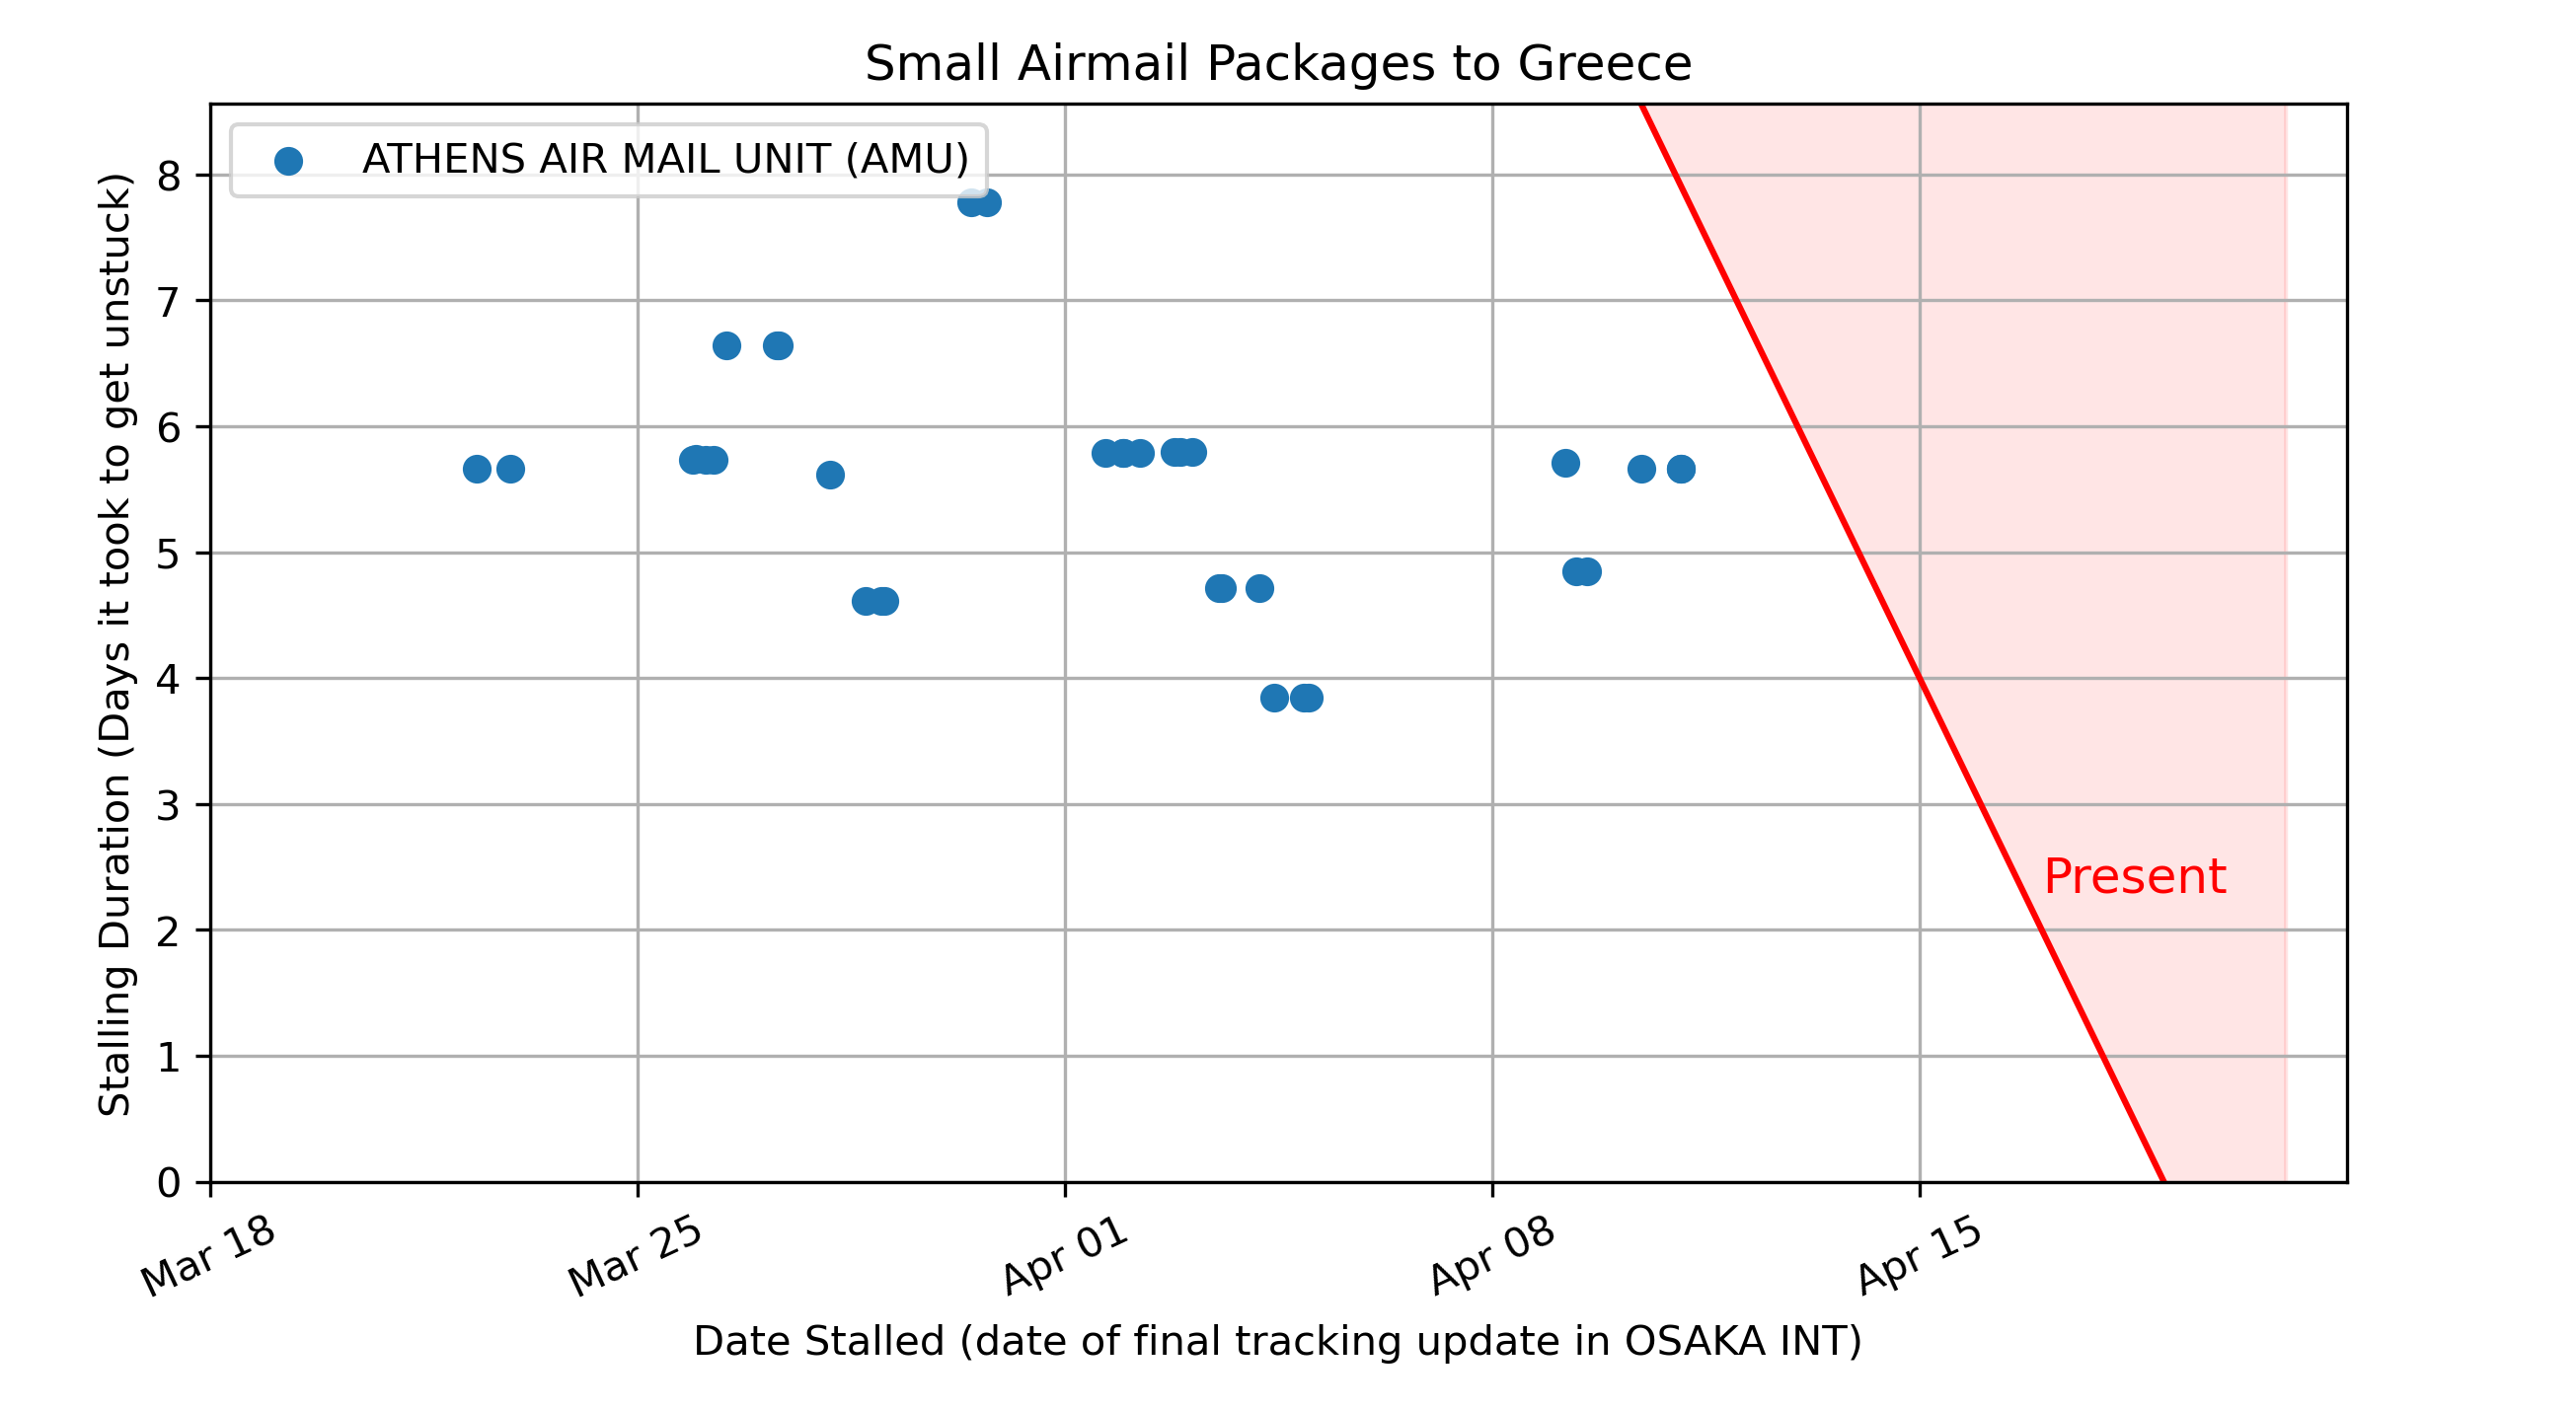 Small Airmail Packages to Greece
ATHENS AIR MAIL UNIT (AMU)
Stalling Duration (Days it took to get unstuck)
8
7
6
5
4
3
2
1
0
Present
Mar 18
Mar 25
Apr 01
Apr 08
Apr 15
Date Stalled (date of final tracking update in OSAKA INT)